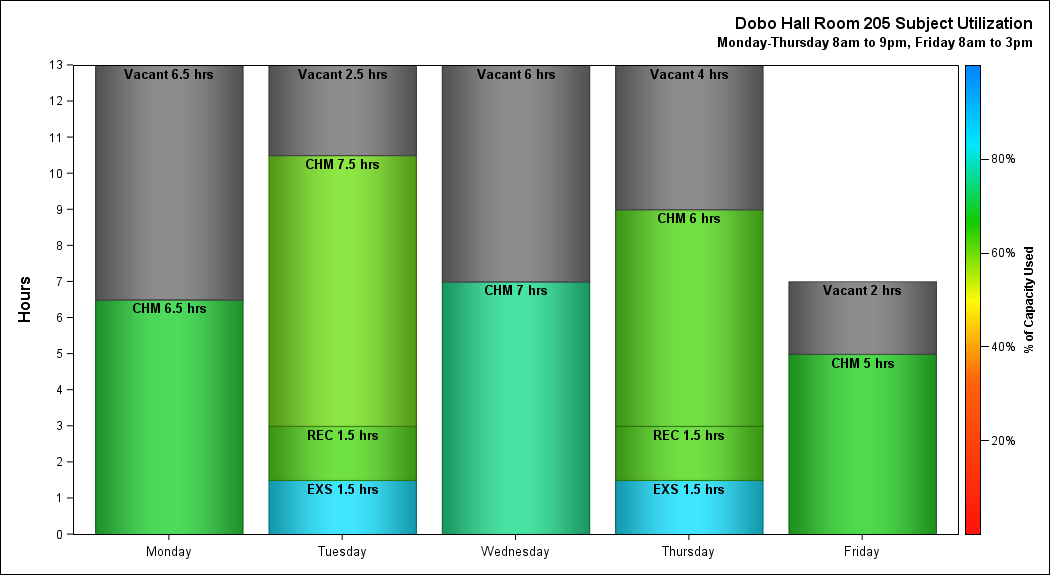 Dobo Hall Room 205 Subject Utilization
Monday-Thursday 8am to 9pm, Friday 8am to 3pm
Hours
13
12
11
10
9
8
7
6
5
4
3
2
1
0
Vacant 6.5 hrs
CHM 6.5 hrs
Vacant 2.5 hrs
CHM 7.5 hrs
REC 1.5 hrs
EXS 1.5 hrs
Vacant 6 hrs
CHM 7 hrs
Vacant 4 hrs
CHM 6 hrs
REC 1.5 hrs
EXS 1.5 hrs
Vacant 2 hrs
CHM 5 hrs
Monday
Tuesday
Wednesday
Thursday
Friday
80%
60%
40%
20%
% of Capacity Used